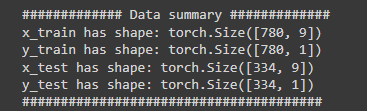 ############# Data summary #############
x_train has shape: torch.Size([780, 9])
y_train has shape: torch.Size([780, 1])
x_test has shape: torch.Size([334, 9])
y_test has shape: torch.Size([334, 1])
#######################################